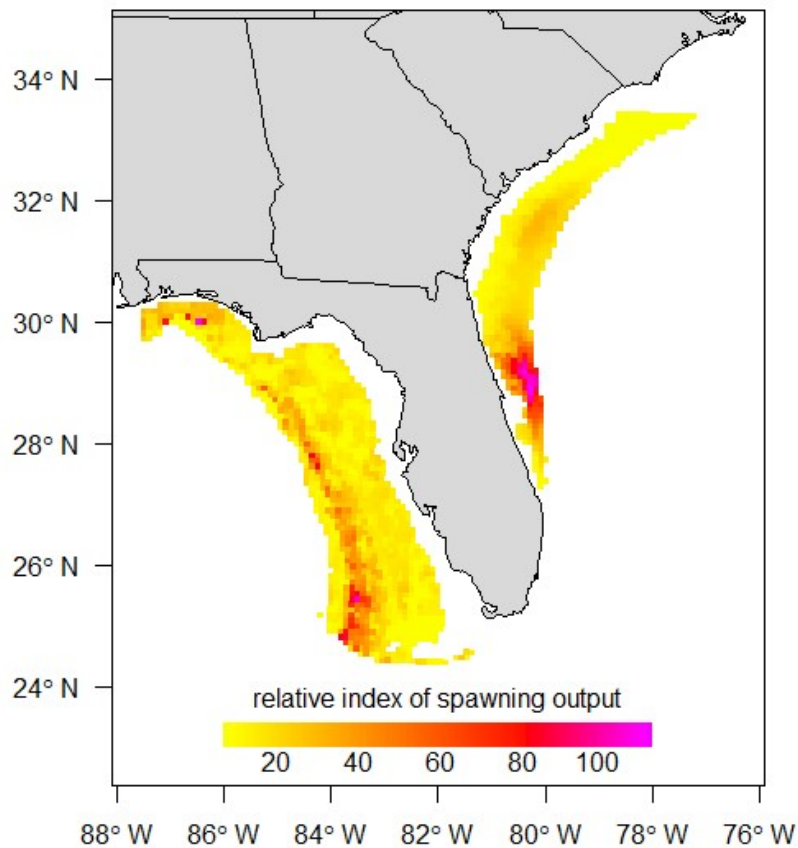 34° N
32° N
30° N
28° N
26° N
24° N
relative index of spawning output
20 40 60 80 100
88° W 86° W 84° W 82° W 80° W 78° W 76° W